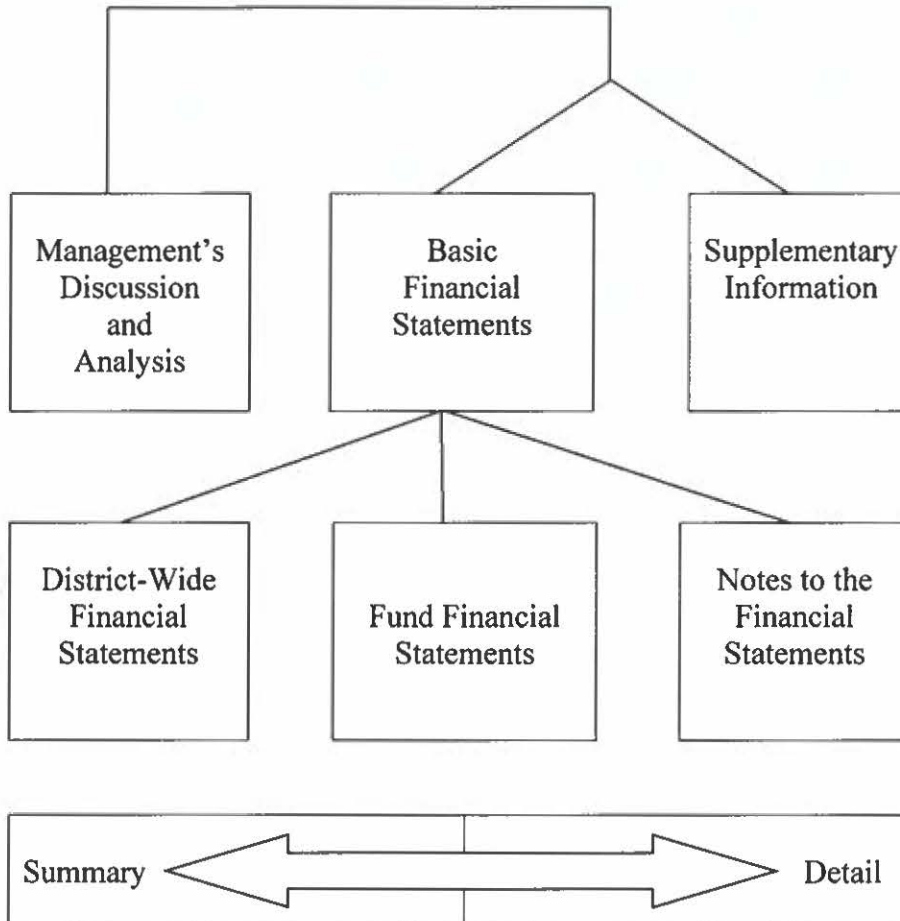 Management's
Discussion
and
Analysis
Basic
Financial
Statements
Supplementary
Information
District-Wide
Financial
Statements
Fund Financial
Statements
Notes to the
Financial
Statements
Summary
Detail